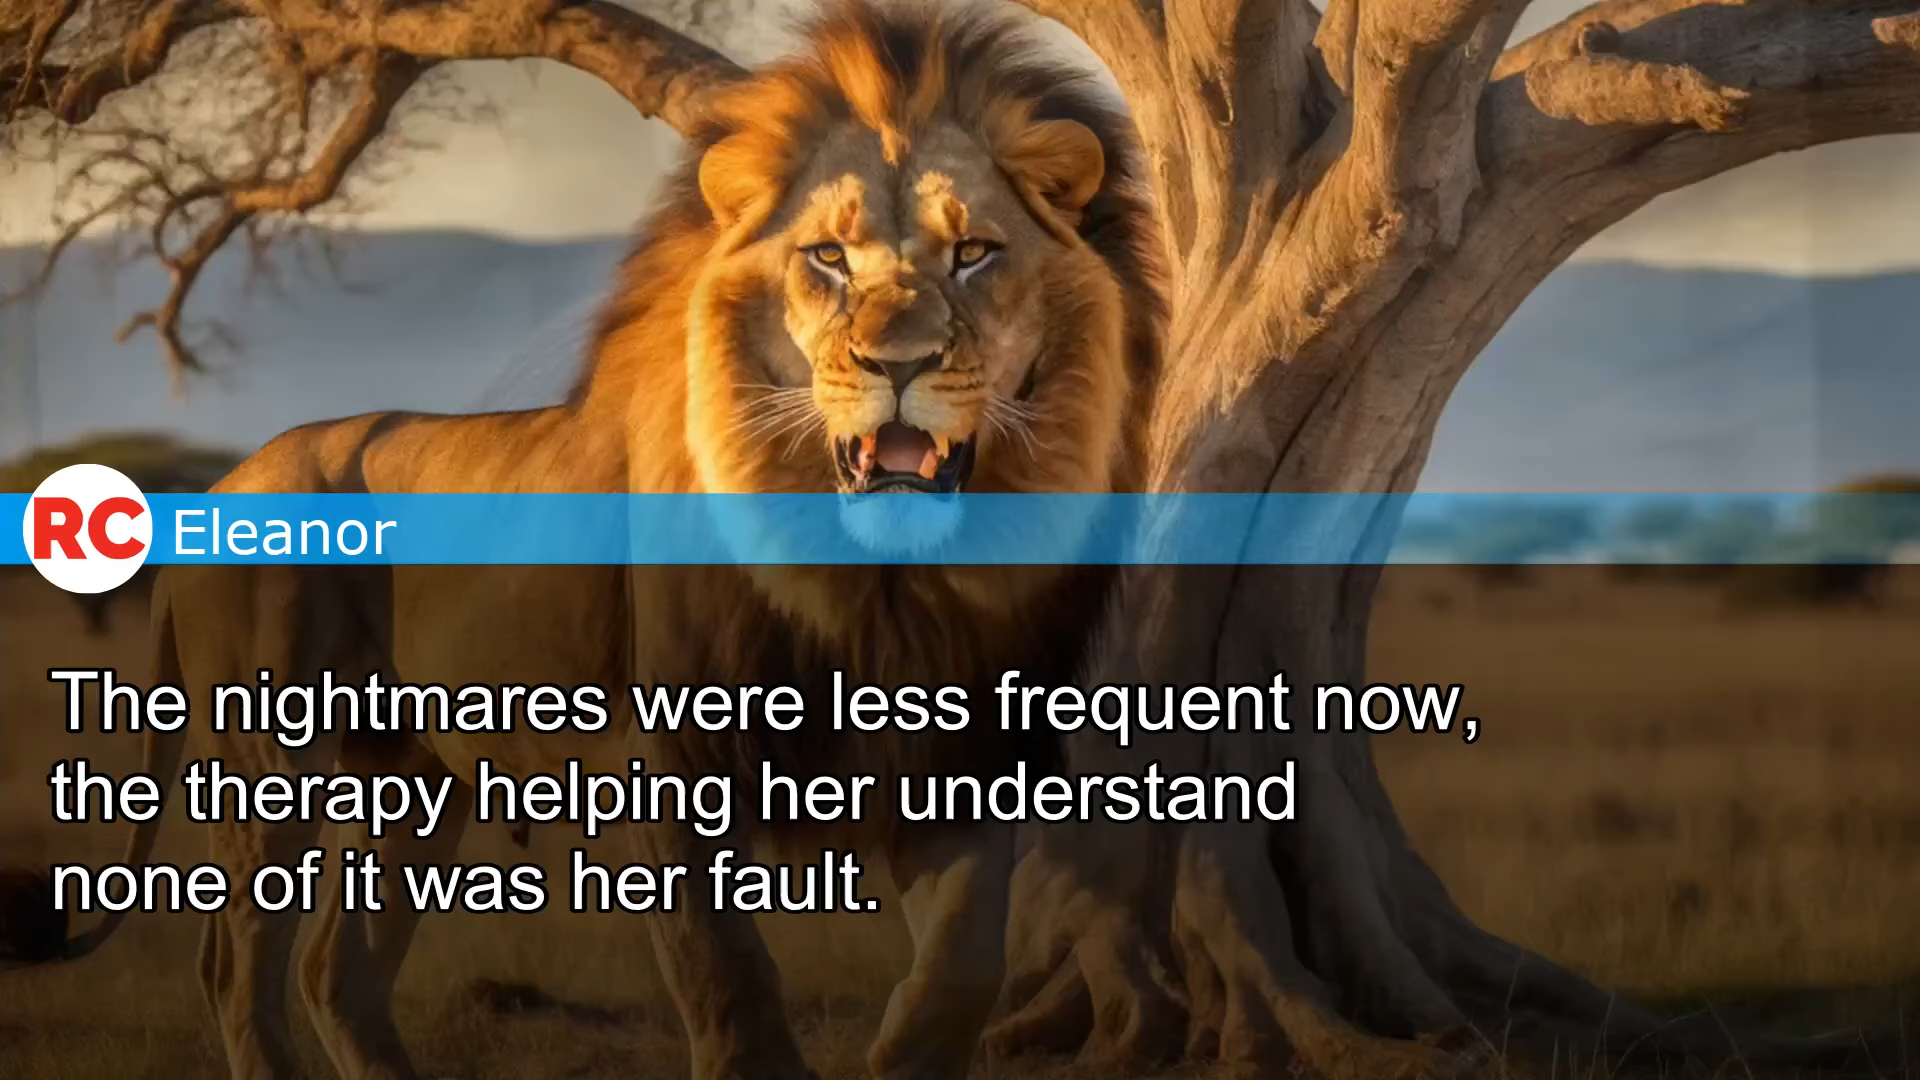 RC Eleanor
The nightmares were less frequent now,
the therapy helping her understand
none of it was her fault.